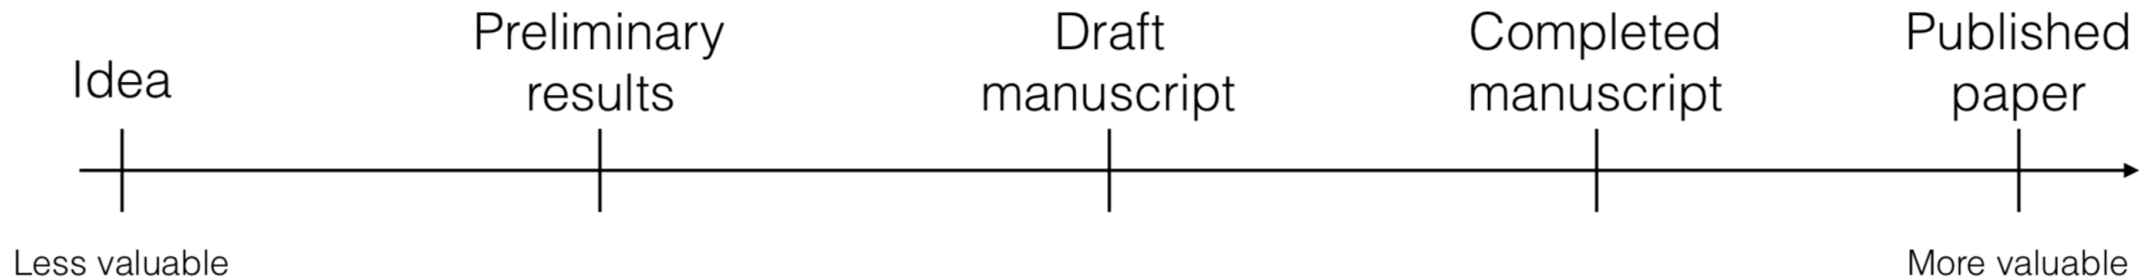 Idea
Preliminary
results
Draft
manuscript
Completed
manuscript
Published
paper
Less valuable
More valuable